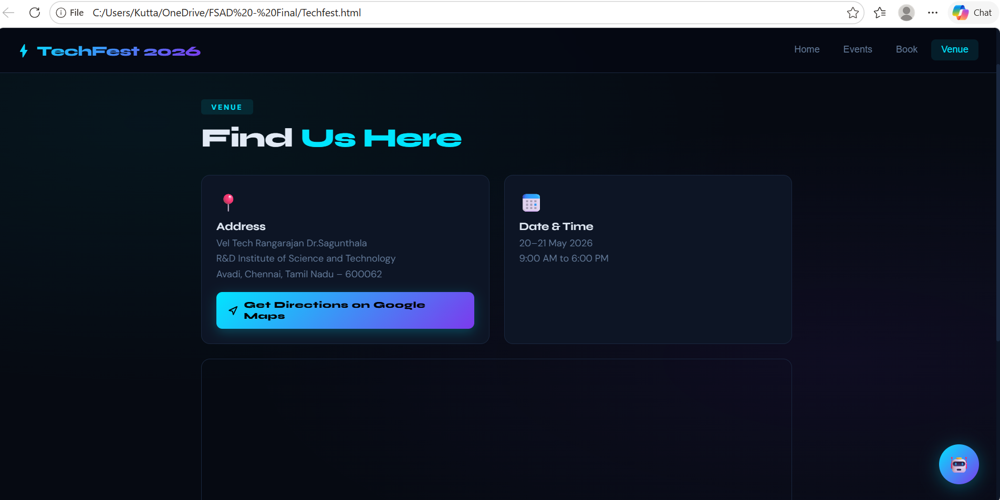 File C:/Users/Kutta/OneDrive/FSAD%20-%20Final/Techfest.html
Chat
TechFest 2026
Home Events Book Venue
VENUE
Find Us Here
Address
Vel Tech Rangarajan Dr.Sagunthala
R&D Institute of Science and Technology
Avadi, Chennai, Tamil Nadu – 600062
Get Directions on Google
Maps
Date & Time
20–21 May 2026
9:00 AM to 6:00 PM